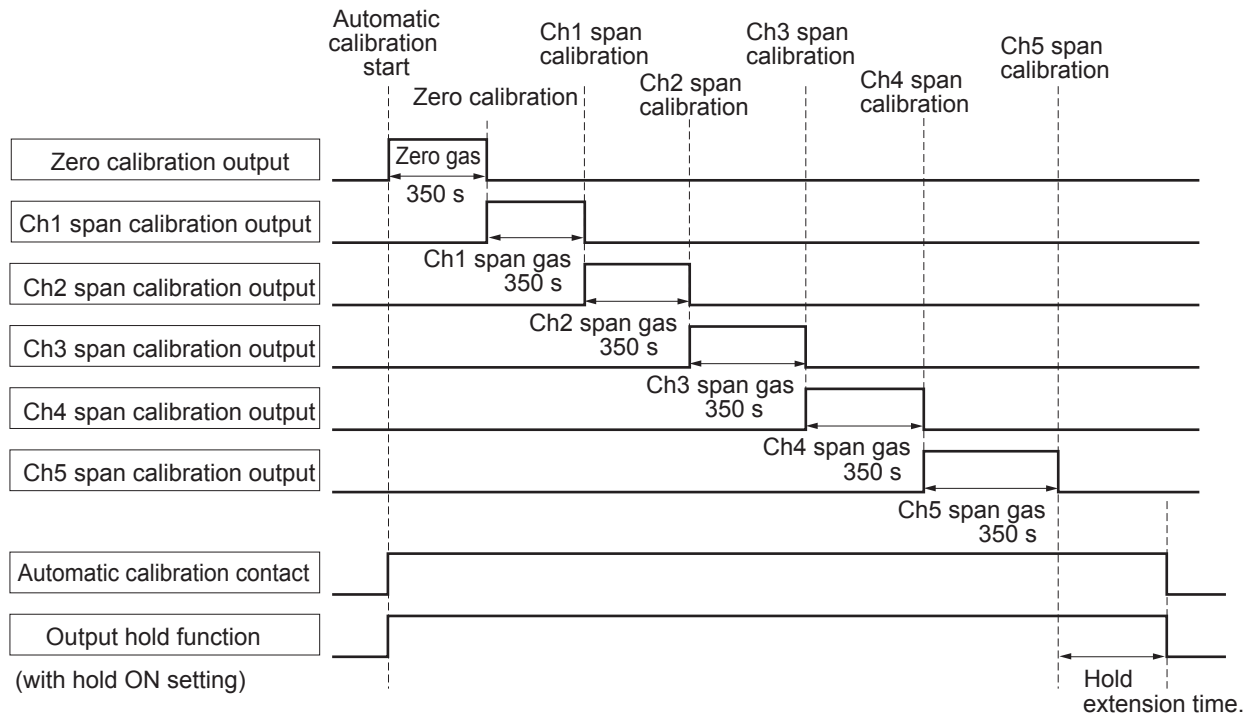 Automatic
calibration
start
Zero calibration
Ch1 span
calibration
Ch2 span
calibration
Ch3 span
calibration
Ch4 span
calibration
Ch5 span
calibration
Zero calibration output
Zero gas
350 s
Ch1 span calibration output
Ch1 span gas
350 s
Ch2 span calibration output
Ch2 span gas
350 s
Ch3 span calibration output
Ch3 span gas
350 s
Ch4 span calibration output
Ch4 span gas
350 s
Ch5 span calibration output
Ch5 span gas
350 s
Automatic calibration contact
Output hold function
(with hold ON setting)
Hold
extension time.